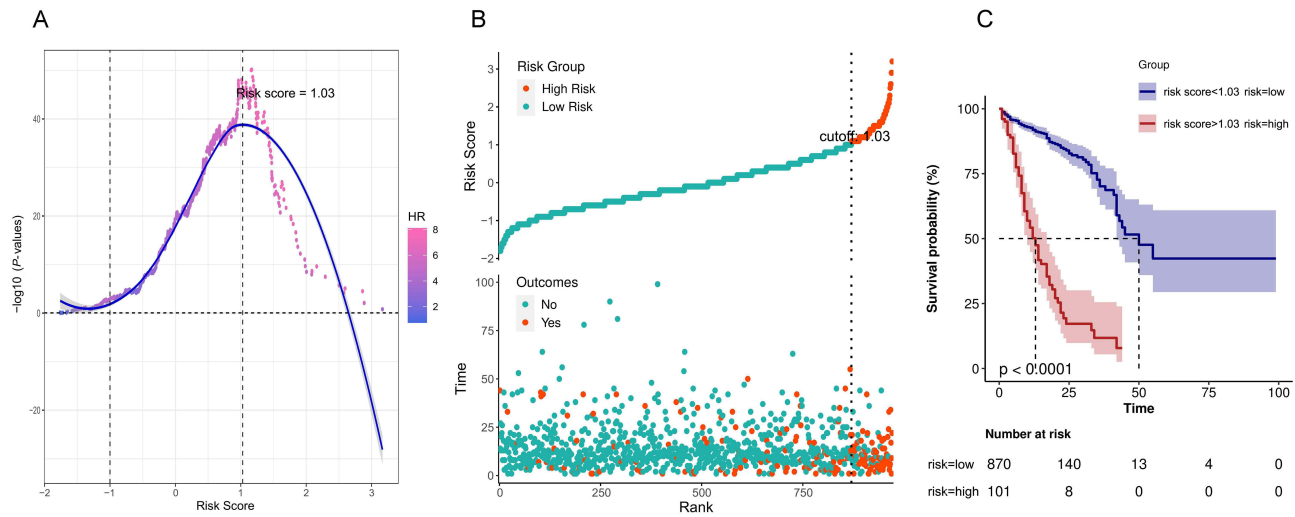 A
B
C
Risk score = 1.03
40
20
0
−20
−log10 (P-values)
−2
−1
0
1
2
3
Risk Score
HR
8
6
4
2
Risk Group
High Risk
Low Risk
cutoff: 1.03
3
2
1
0
−1
−2
Risk Score
Outcomes
No
Yes
100
75
50
25
0
Time
0
250
500
750
Rank
Group
risk score<1.03 risk=low
risk score>1.03 risk=high
100
75
50
25
0
Survival probability (%)
p < 0.0001
0
25
50
75
100
Time
Number at risk
risk=low 870 140 13 4 0
risk=high 101 8 0 0 0